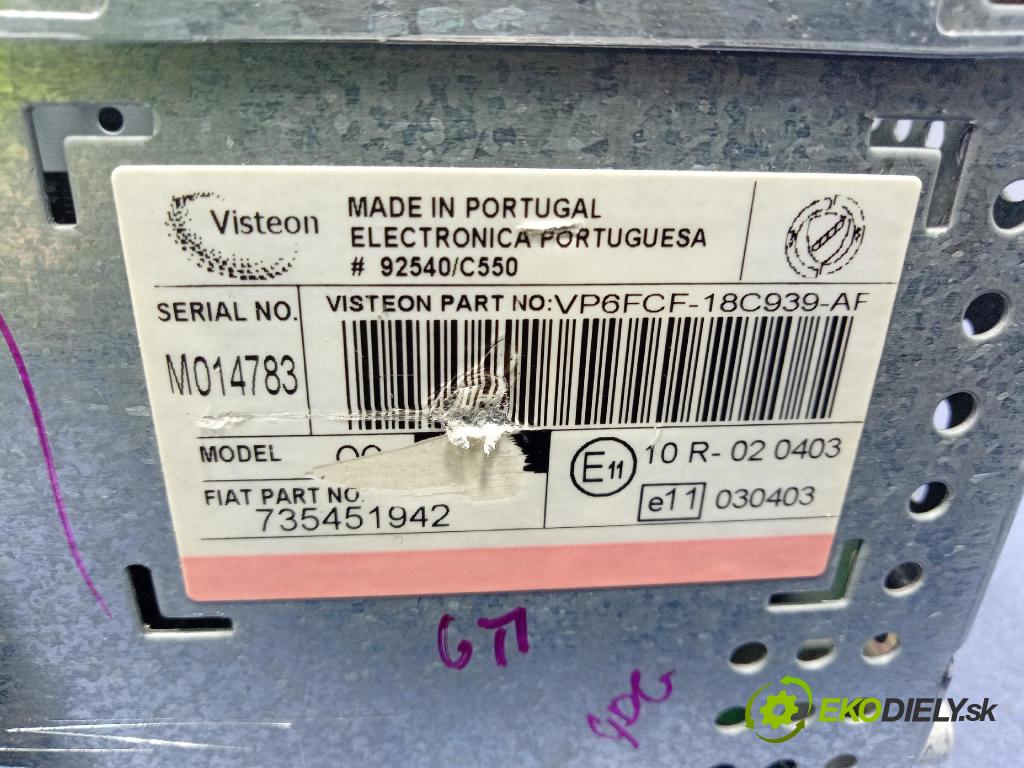 Visteon
MADE IN PORTUGAL
ELECTRONICA PORTUGUESA
# 92540/C550
SERIAL NO.
VISTEON PART NO: VP6FCF-18C939-AF
M014783
MODEL
E11
10 R- 02 0403
FIAT PART NO.
735451942
e11 030403
EKODIELY.sk